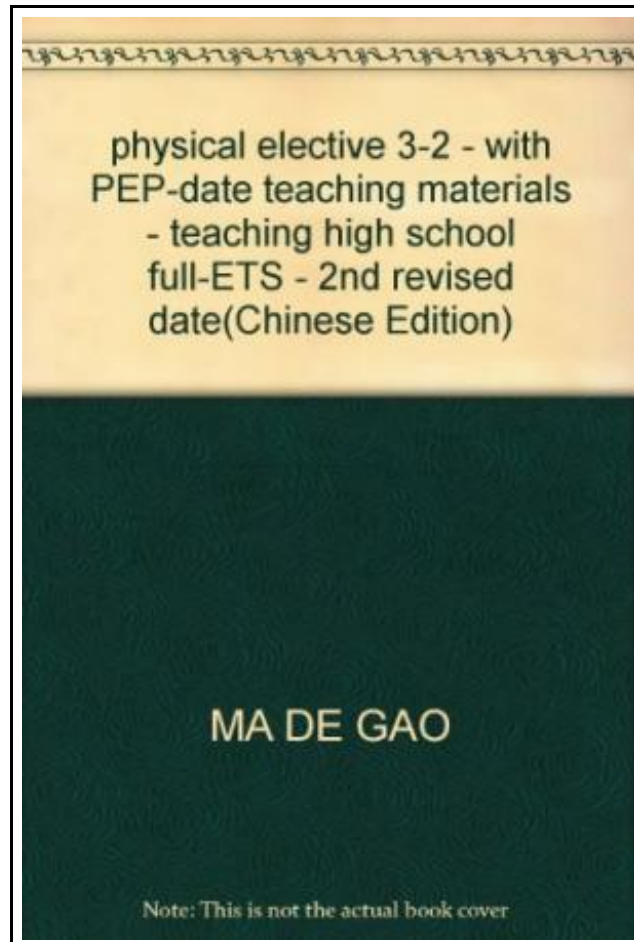 physical elective 3-2 - with
PEP-date teaching materials
- teaching high school
full-ETS - 2nd revised
date(Chinese Edition)
MA DE GAO
Note: This is not the actual book cover